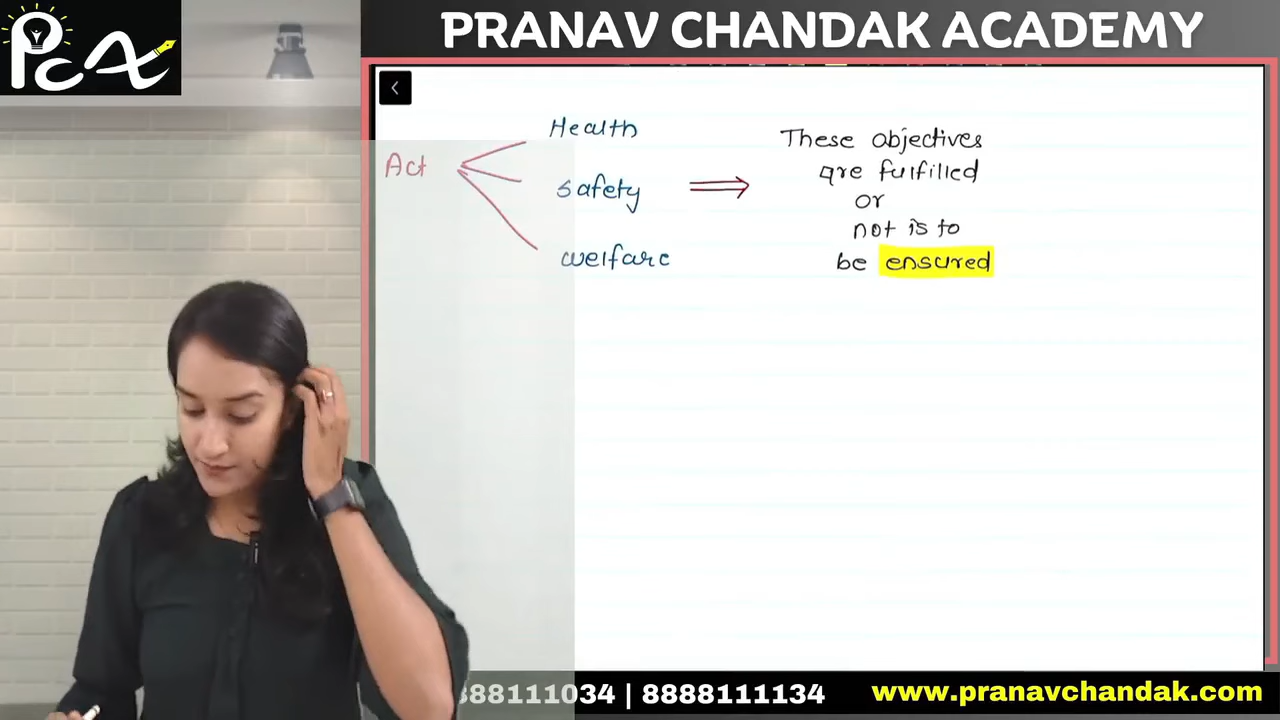 PCA
PRANAV CHANDAK ACADEMY
Health
Act
safety
welfare
These objectives
are fulfilled
or
not is to
be ensured
888111034 | 8888111134
www.pranavchandak.com